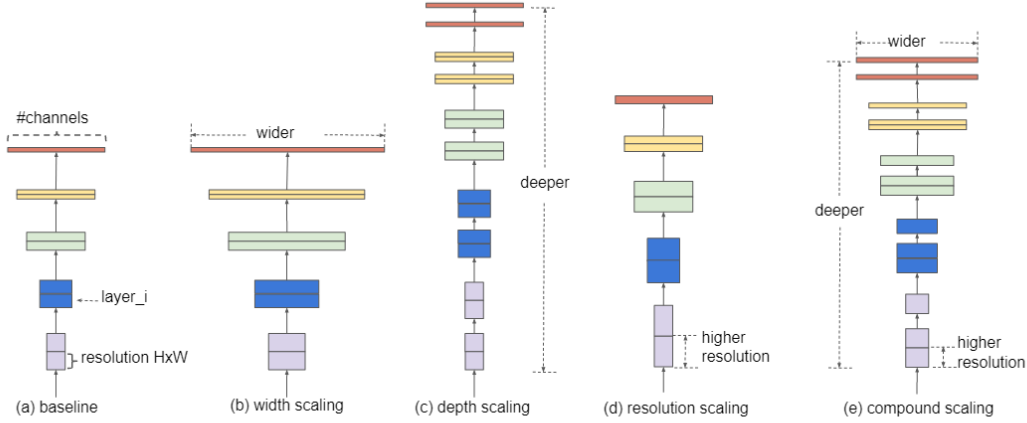 #channels
layer_i
resolution HxW
(a) baseline
wider
(b) width scaling
deeper
(c) depth scaling
higher
resolution
(d) resolution scaling
wider
deeper
higher
resolution
(e) compound scaling